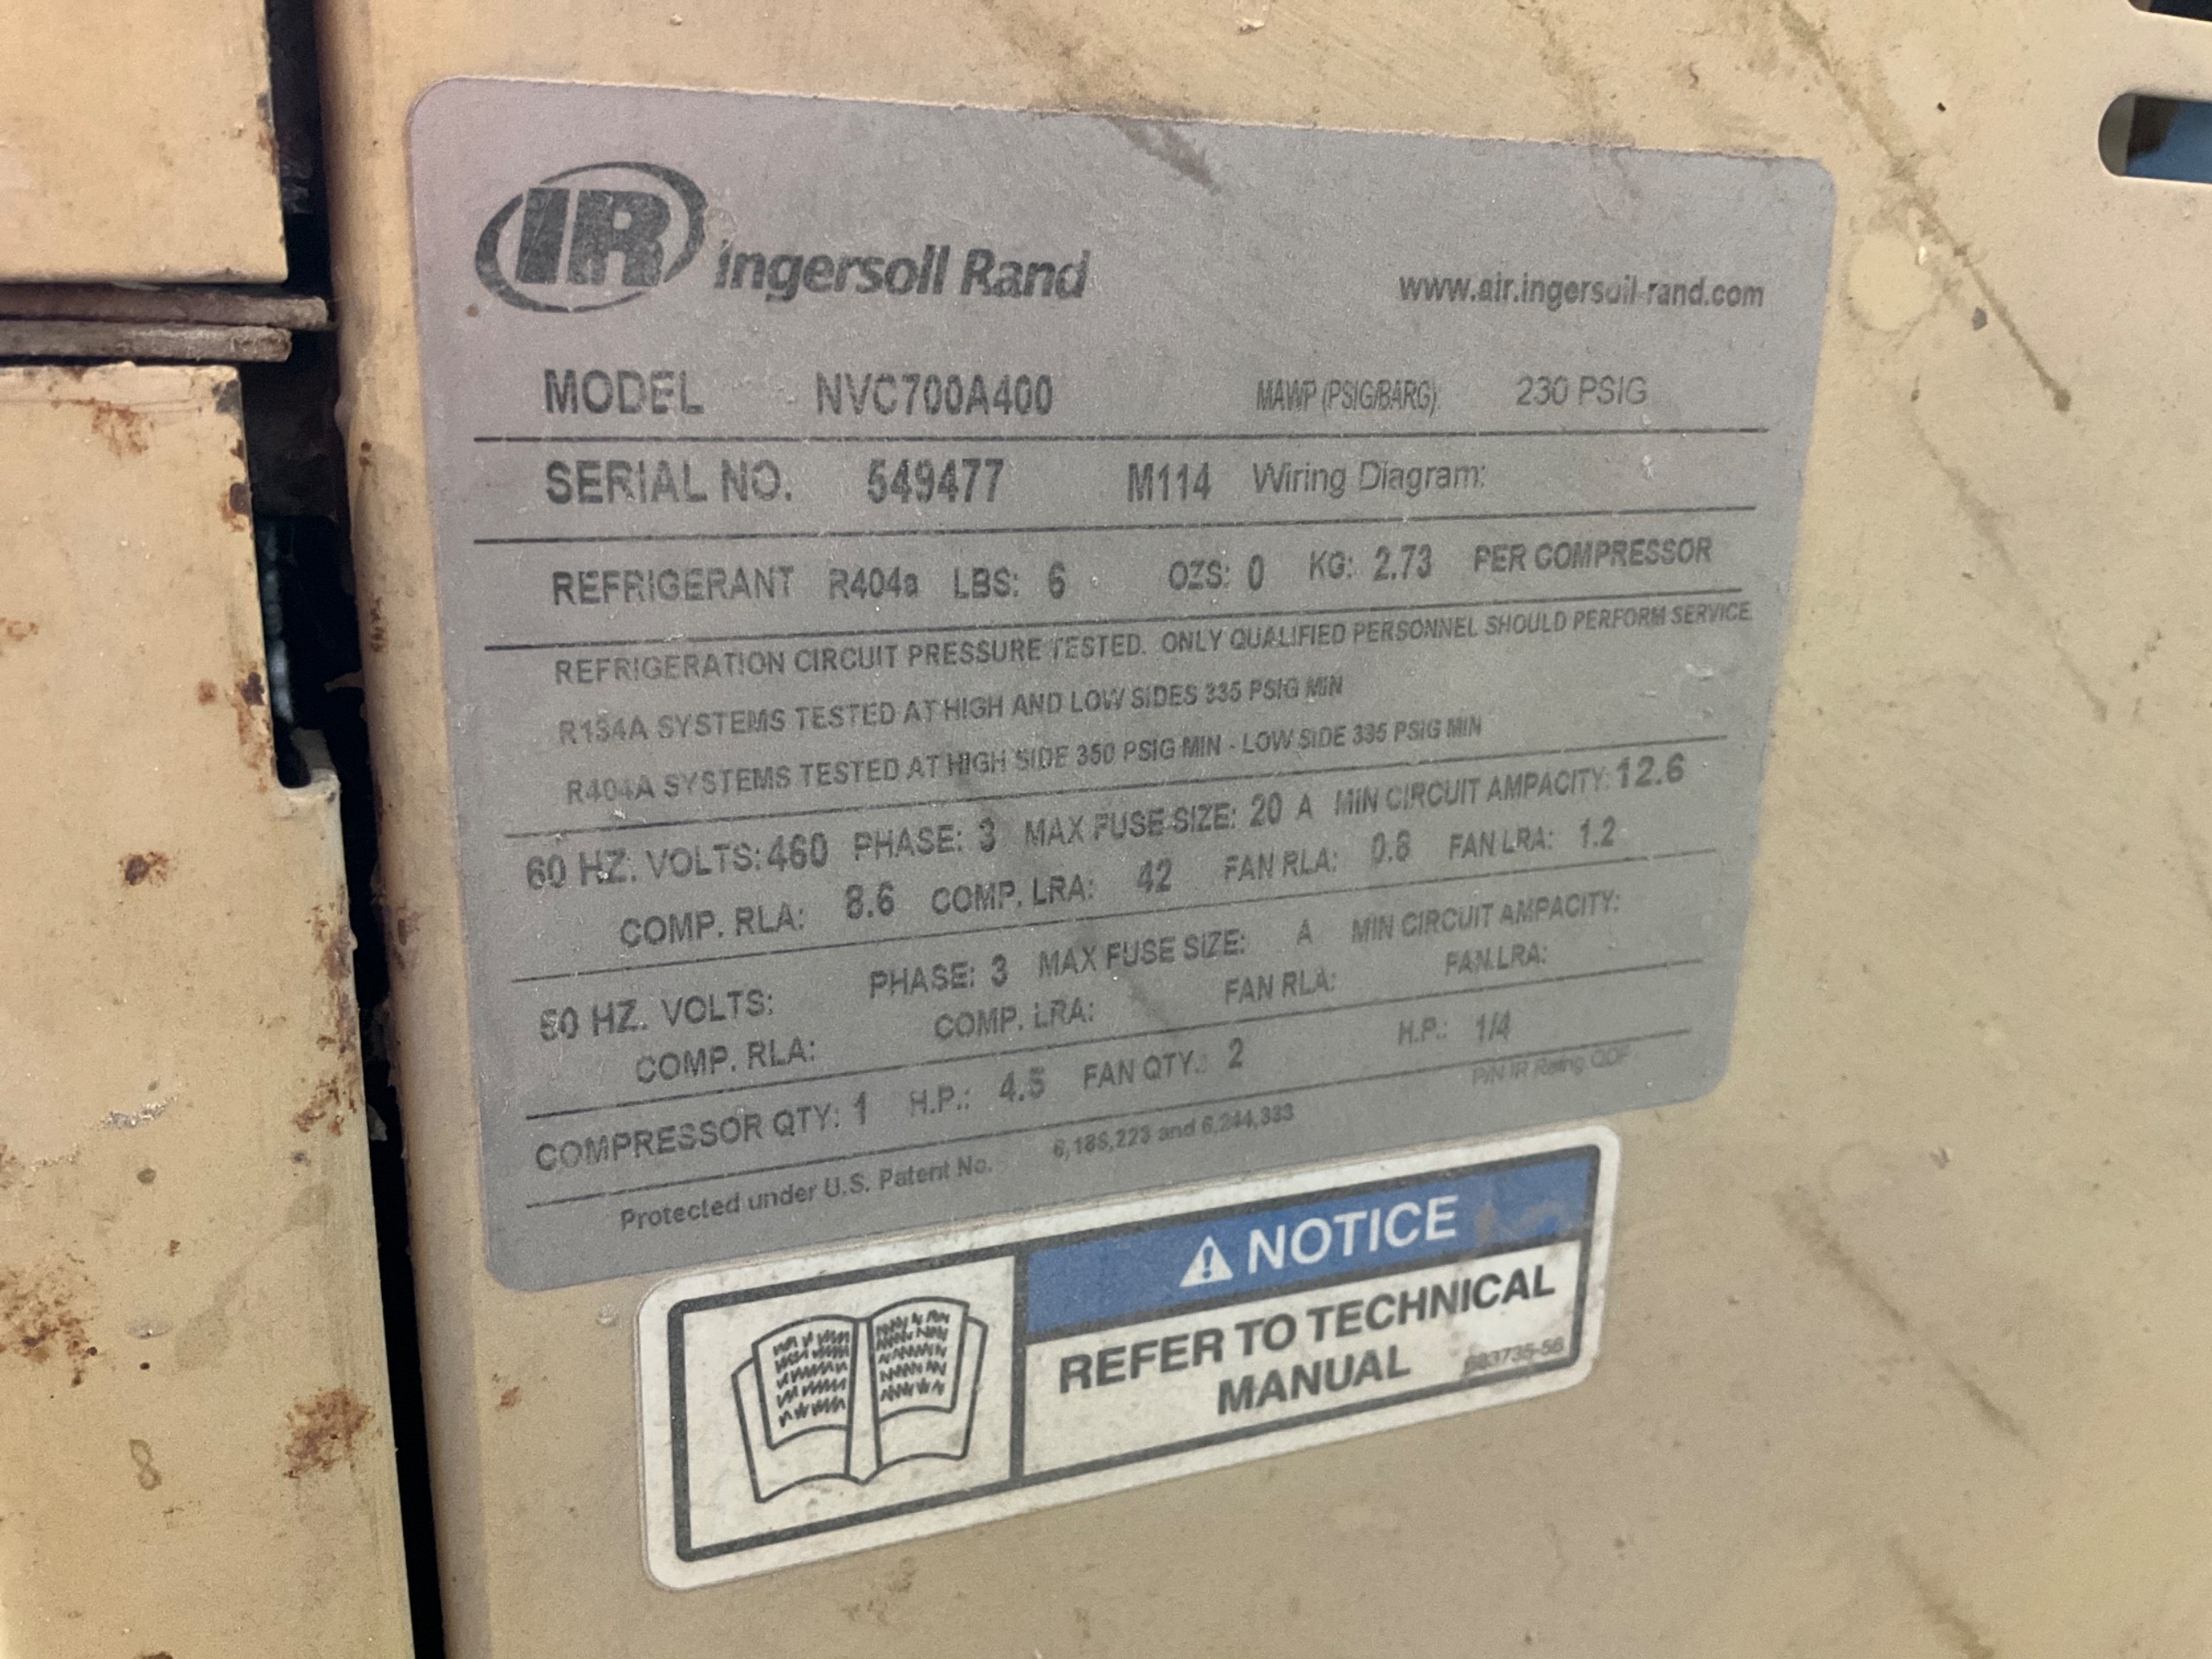 IR Ingersoll Rand
www.air.ingersoll-rand.com
MODEL NVC700A400 MAWP (PSIG/BARG): 230 PSIG
SERIAL NO. 549477 M114 Wiring Diagram:
REFRIGERANT R404a LBS: 6 OZS: 0 KG: 2.73 PER COMPRESSOR
REFRIGERATION CIRCUIT PRESSURE TESTED. ONLY QUALIFIED PERSONNEL SHOULD PERFORM SERVICE
R134A SYSTEMS TESTED AT HIGH AND LOW SIDES 335 PSIG MIN
R404A SYSTEMS TESTED AT HIGH SIDE 350 PSIG MIN - LOW SIDE 335 PSIG MIN
60 HZ. VOLTS: 460 PHASE: 3 MAX FUSE SIZE: 20 A MIN CIRCUIT AMPACITY: 12.6
COMP. RLA: 8.6 COMP. LRA: 42 FAN RLA: 0.8 FAN LRA: 1.2
50 HZ. VOLTS: PHASE: 3 MAX FUSE SIZE: A MIN CIRCUIT AMPACITY:
COMP. RLA: COMP. LRA: FAN RLA: FAN LRA:
COMPRESSOR QTY: 1 H.P.: 4.5 FAN QTY.: 2 H.P.: 1/4
Protected under U.S. Patent No. 6,186,223 and 6,244,333 P/N IR Rating
NOTICE
REFER TO TECHNICAL
MANUAL